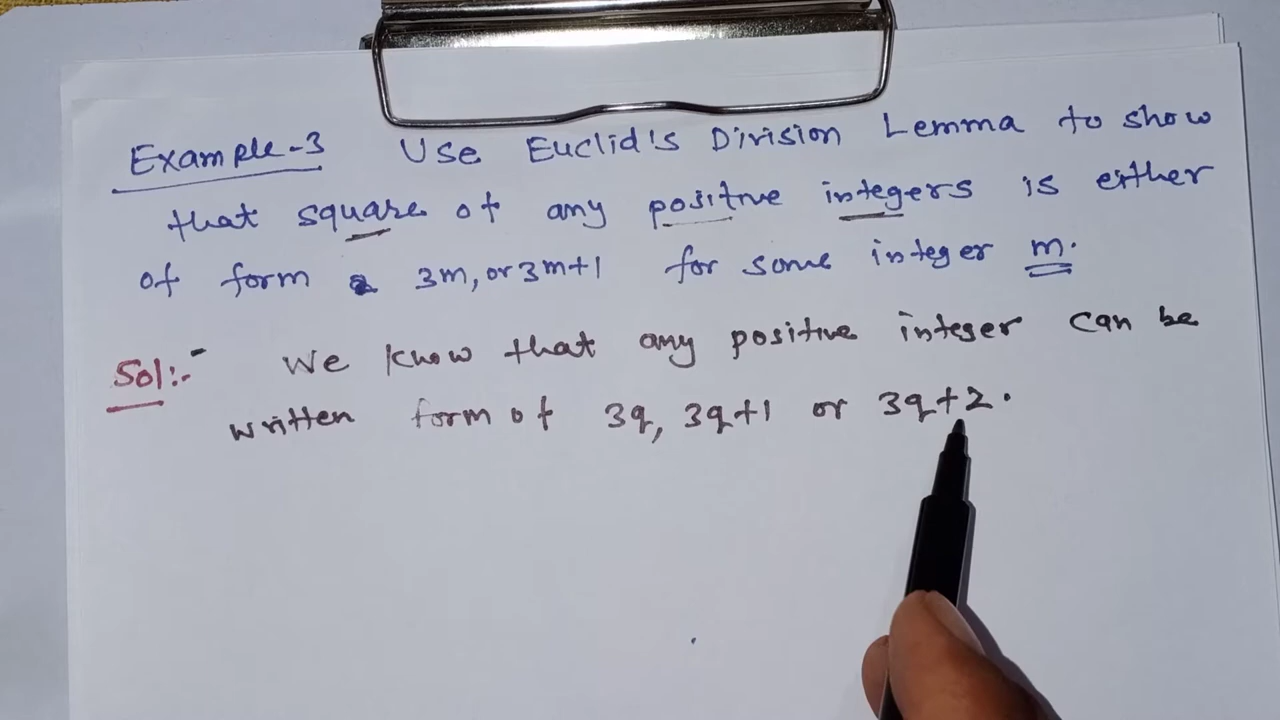 Example-3 Use Euclid's Division Lemma to show
that square of any positive integers is either
of form 3m, or 3m+1 for some integer m.
Sol:- We know that any positive integer can be
written form of 3q, 3q+1 or 3q+2.